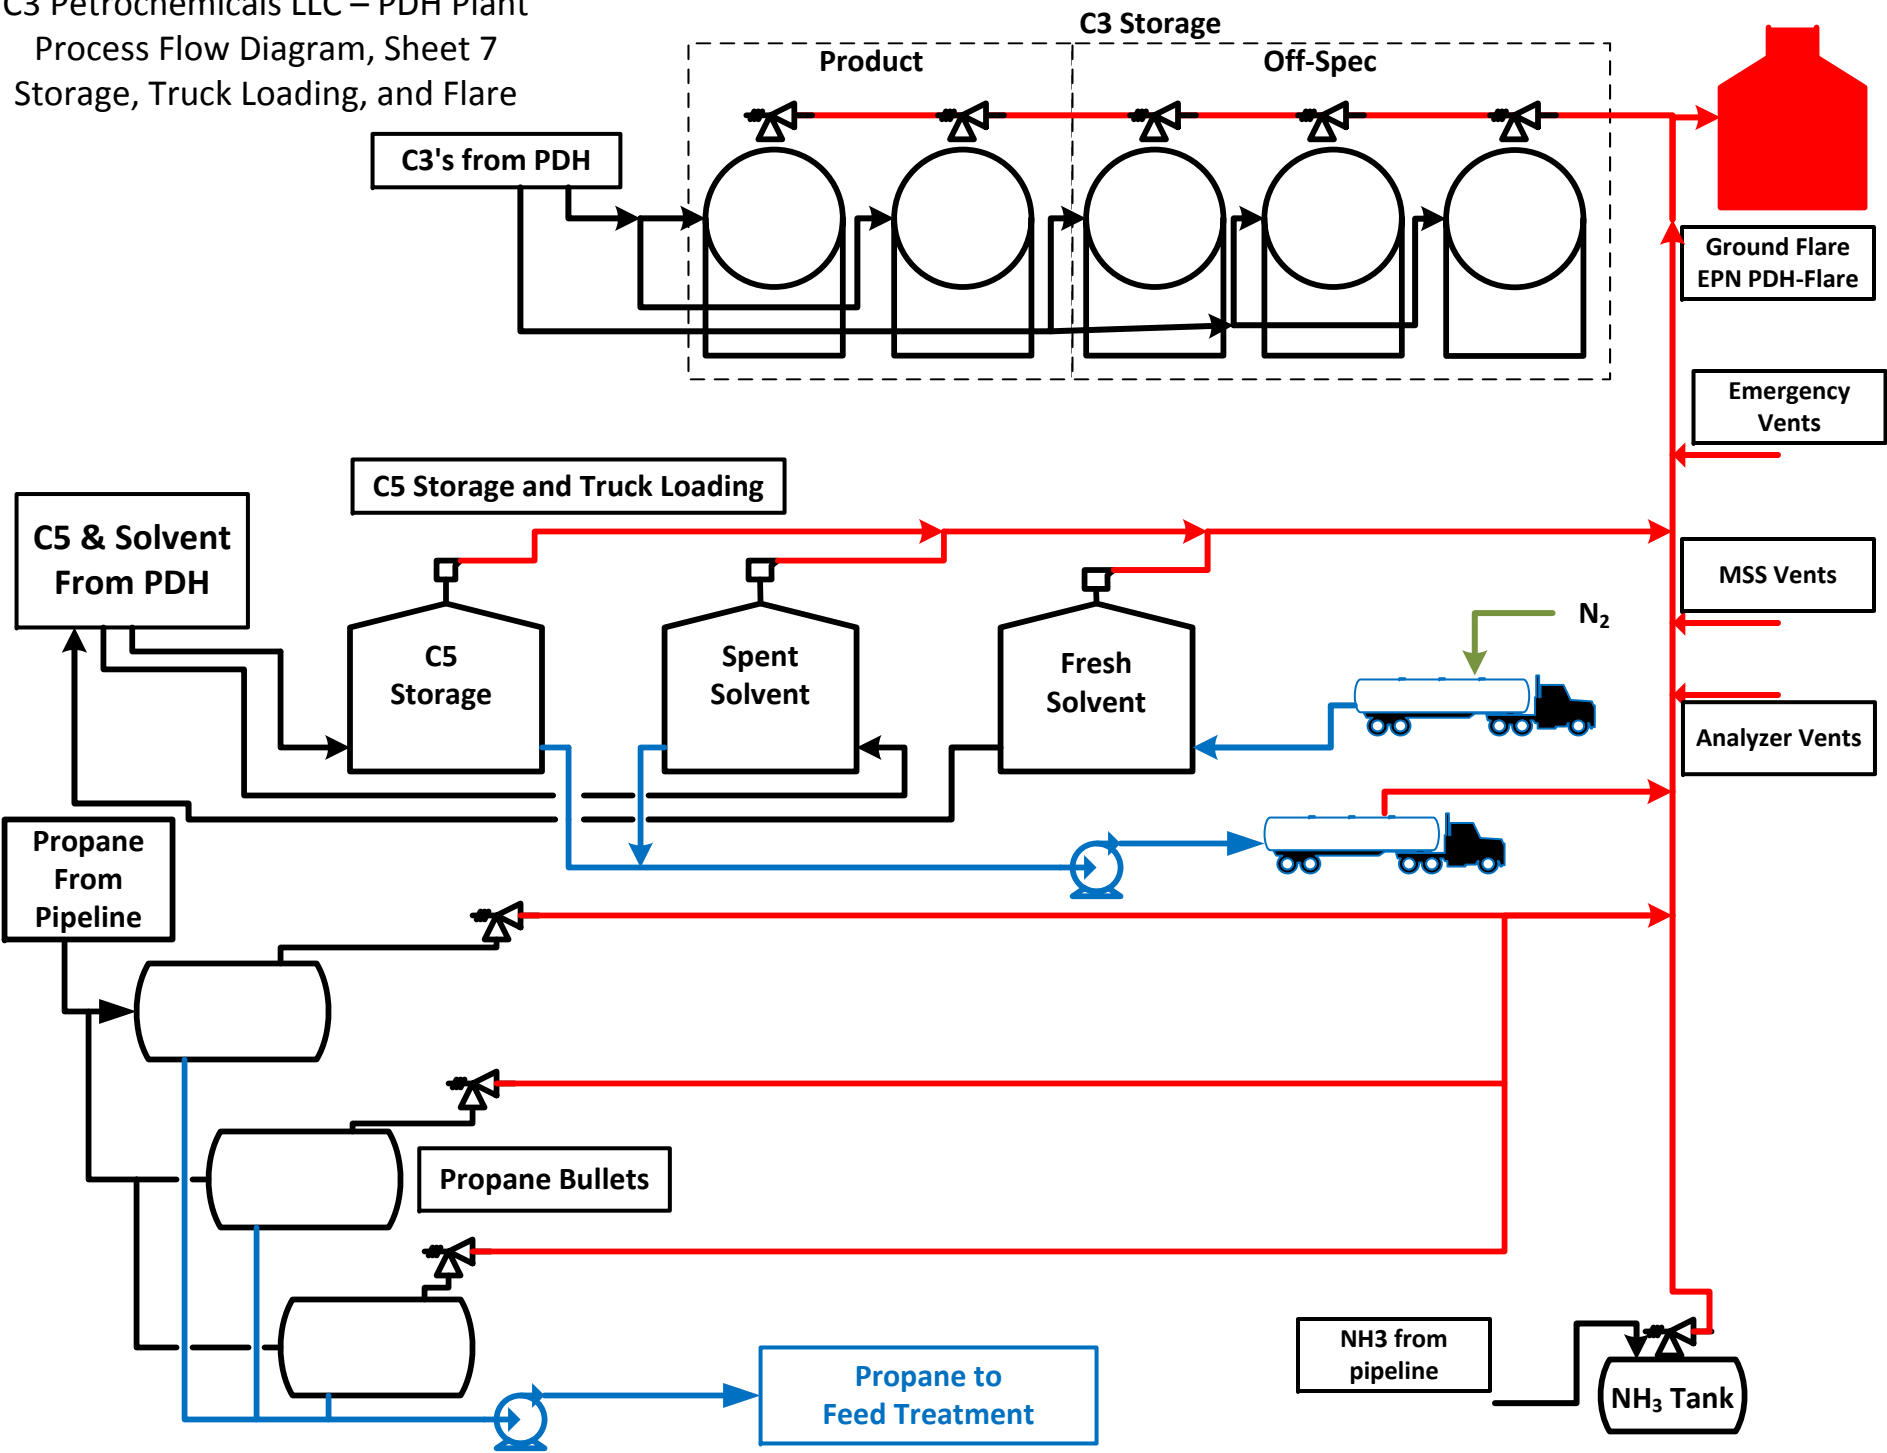 C3 Petrochemicals LLC – PDH Plant
Process Flow Diagram, Sheet 7
Storage, Truck Loading, and Flare
C3 Storage
Product
Off-Spec
C3's from PDH
Ground Flare
EPN PDH-Flare
Emergency
Vents
C5 Storage and Truck Loading
C5 & Solvent
From PDH
MSS Vents
N₂
C5
Storage
Spent
Solvent
Fresh
Solvent
Analyzer Vents
Propane
From
Pipeline
Propane Bullets
NH3 from
pipeline
Propane to
Feed Treatment
NH₃ Tank